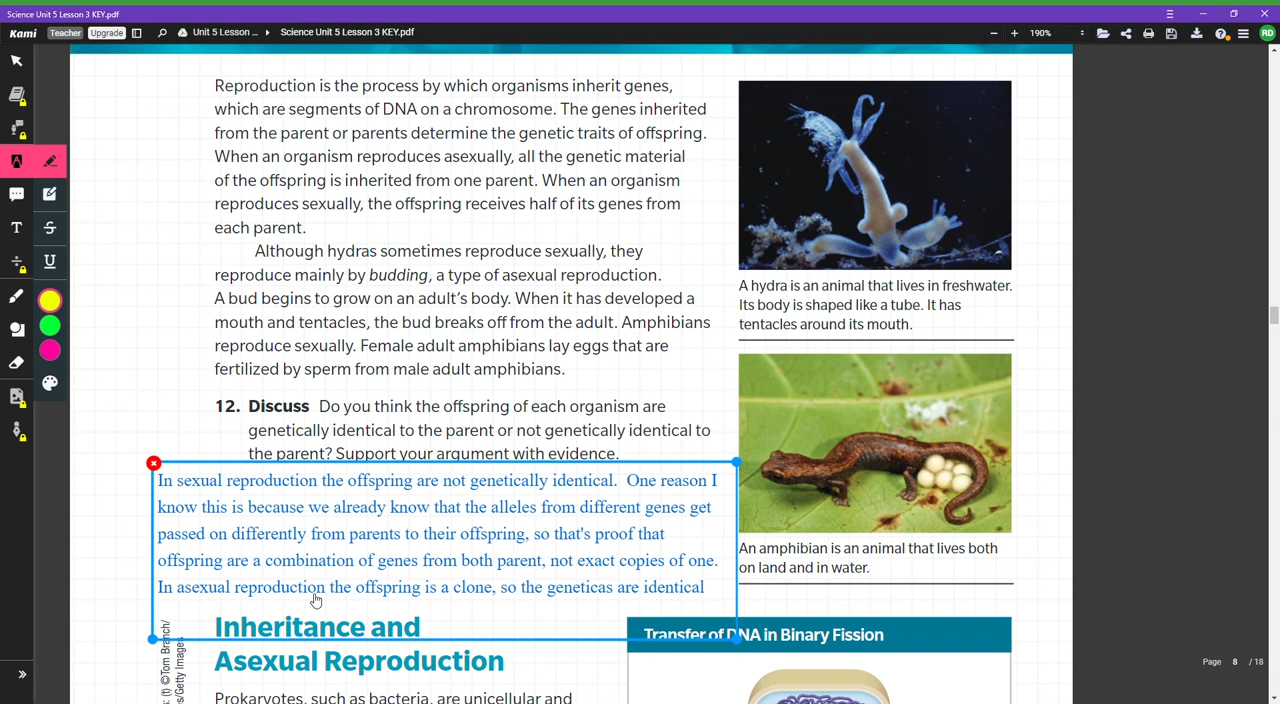 Science Unit 5 Lesson 3 KEY.pdf
Kami Teacher Upgrade Unit 5 Lesson ... Science Unit 5 Lesson 3 KEY.pdf 190% RD
Reproduction is the process by which organisms inherit genes,
which are segments of DNA on a chromosome. The genes inherited
from the parent or parents determine the genetic traits of offspring.
When an organism reproduces asexually, all the genetic material
of the offspring is inherited from one parent. When an organism
reproduces sexually, the offspring receives half of its genes from
each parent.
Although hydras sometimes reproduce sexually, they
reproduce mainly by budding, a type of asexual reproduction.
A bud begins to grow on an adult's body. When it has developed a
mouth and tentacles, the bud breaks off from the adult. Amphibians
reproduce sexually. Female adult amphibians lay eggs that are
fertilized by sperm from male adult amphibians.
12. Discuss Do you think the offspring of each organism are
genetically identical to the parent or not genetically identical to
the parent? Support your argument with evidence.
In sexual reproduction the offspring are not genetically identical. One reason I
know this is because we already know that the alleles from different genes get
passed on differently from parents to their offspring, so that's proof that
offspring are a combination of genes from both parent, not exact copies of one.
In asexual reproduction the offspring is a clone, so the geneticas are identical
A hydra is an animal that lives in freshwater.
Its body is shaped like a tube. It has
tentacles around its mouth.
An amphibian is an animal that lives both
on land and in water.
Inheritance and
Asexual Reproduction
Prokaryotes, such as bacteria, are unicellular and
Transfer of DNA in Binary Fission
s: (t) ©Tom Branch/
s/Getty Images
Page 8 / 18